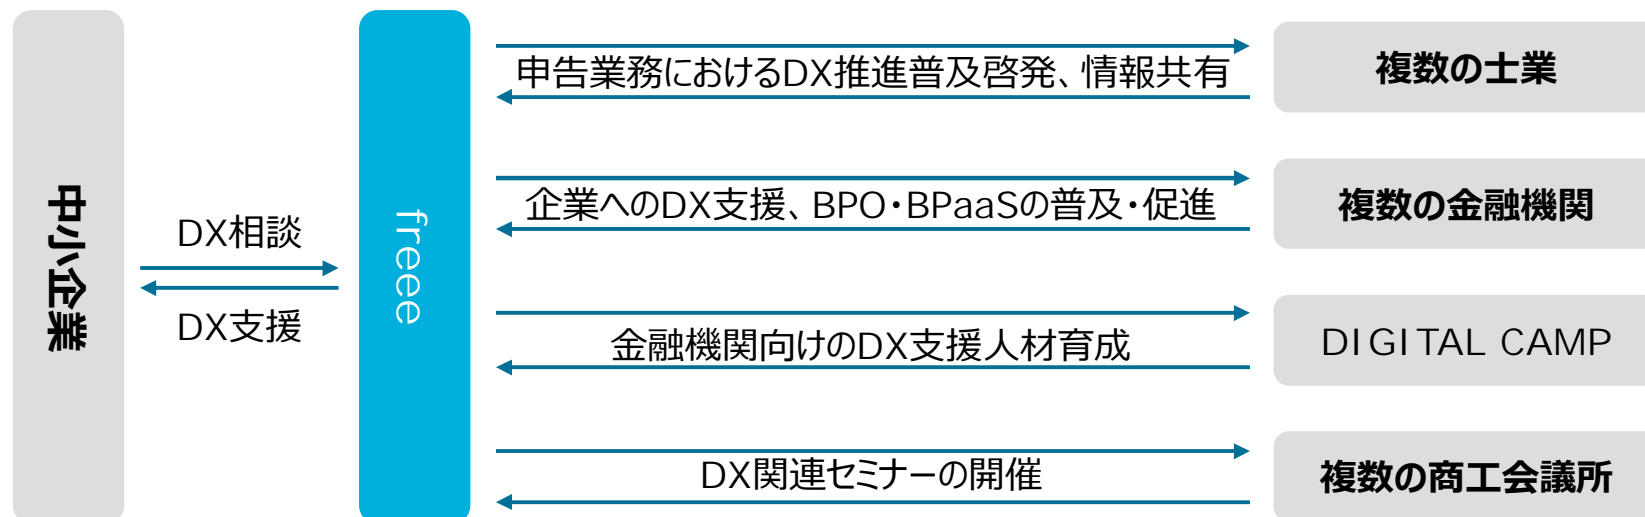 中小企業
DX相談
DX支援
freee
申告業務におけるDX推進普及啓発、情報共有
複数の士業
企業へのDX支援、BPO・BPaaSの普及・促進
複数の金融機関
金融機関向けのDX支援人材育成
DIGITAL CAMP
DX関連セミナーの開催
複数の商工会議所